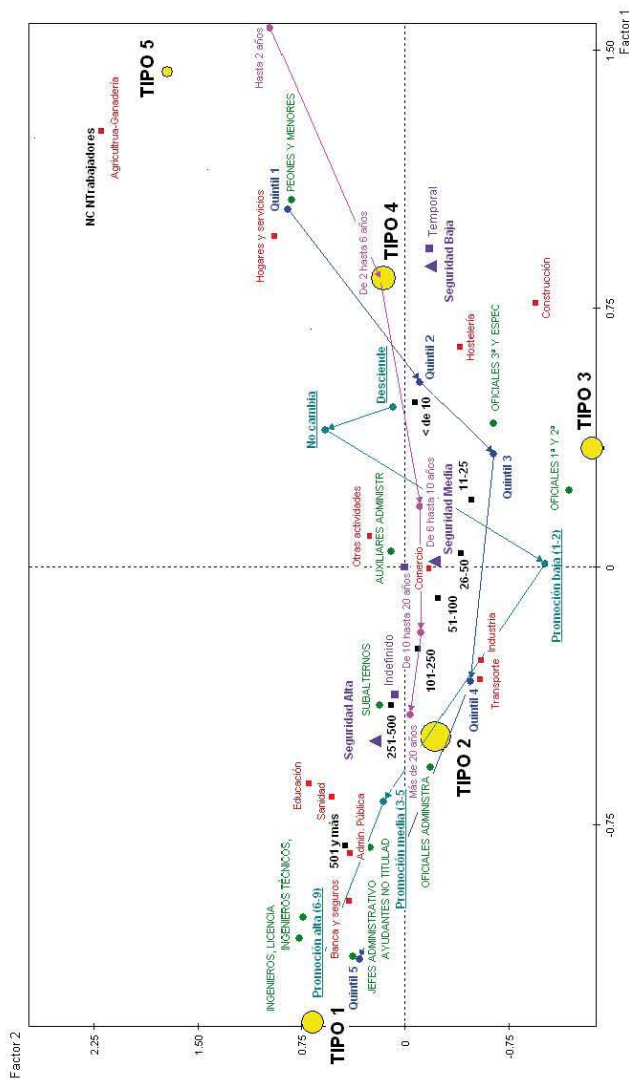 Factor 2
2.25
1.50
0.75
0
-0.75
NC NTrabajadores
Agricultrua-Ganadería
TIPO 5
Hasta 2 años
Hogares y servicios
Quintil 1
PEONES Y MENORES
De 2 hasta 6 años
TIPO 4
Temporal
Seguridad Baja
Construcción
Hostelería
OFICIALES 3ª Y ESPEC
Quintil 2
< de 10
Desciende
No cambia
TIPO 3
Quintil 3
OFICIALES 1ª Y 2ª
11-25
De 6 hasta 10 años
Seguridad Media
Otras actividades
AUXILIARES ADMINISTR
Comercio
26-50
51-100
Promoción baja (1-2)
De 10 hasta 20 años
101-250
Industria
Transporte
Quintil 4
Indefinido
SUBALTERNOS
251-500
Seguridad Alta
Más de 20 años
TIPO 2
OFICIALES ADMINISTRA
Promoción media (3-5
Educación
Sanidad
501 y más
Admin. Pública
Banca y seguros
AYUDANTES NO TITULAD
JEFES ADMINISTRATIVO
Quintil 5
Promoción alta (6-9)
INGENIEROS TÉCNICOS,
INGENIEROS, LICENCIA
TIPO 1
-0.75
0
0.75
1.50
Factor 1